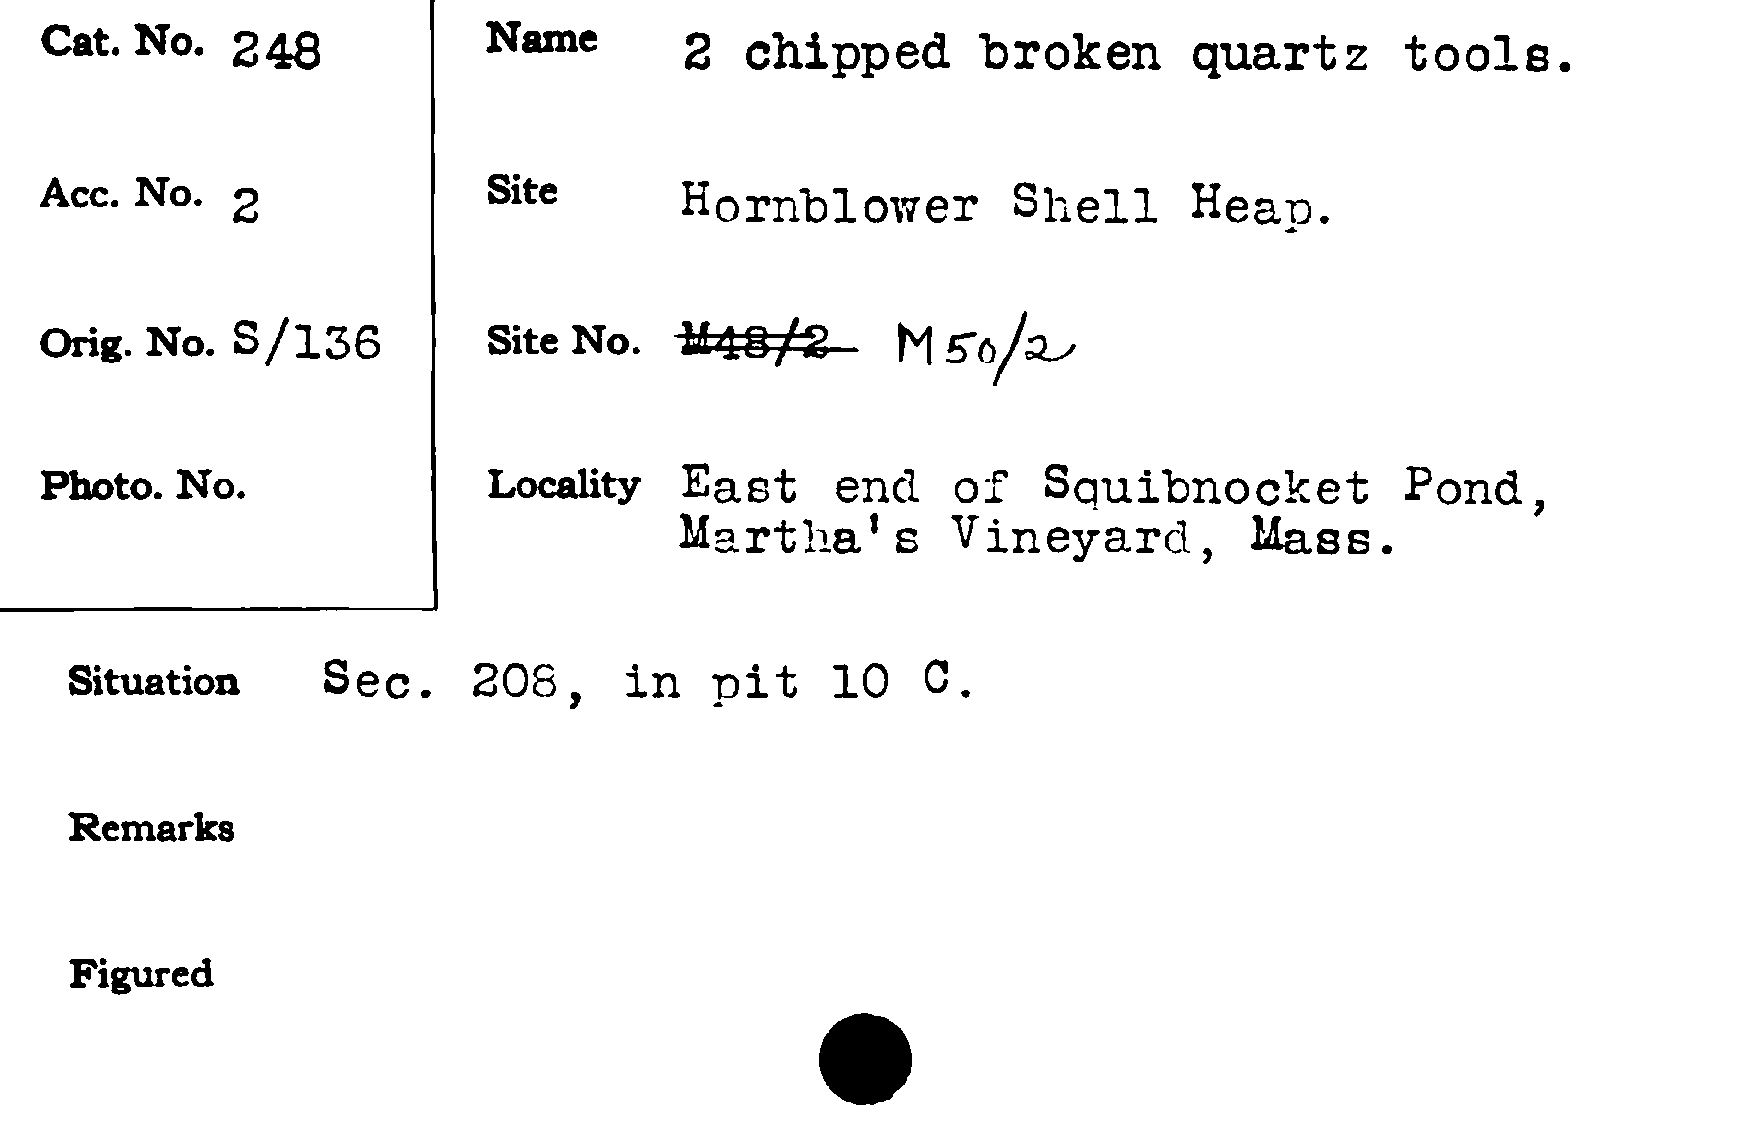 Cat. No. 248
Name 2 chipped broken quartz tools.
Acc. No. 2
Site Hornblower Shell Heap.
Orig. No. S/136
Site No. M48/2 M50/2
Photo. No.
Locality East end of Squibnocket Pond,
Martha's Vineyard, Mass.
Situation Sec. 208, in pit 10 C.
Remarks
Figured